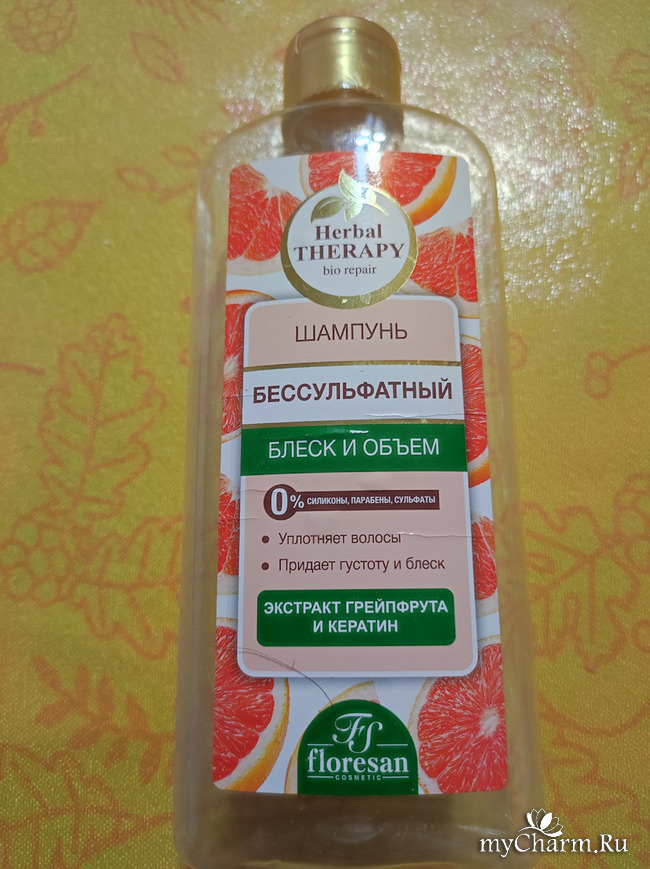 Herbal
THERAPY
bio repair
ШАМПУНЬ
БЕССУЛЬФАТНЫЙ
БЛЕСК И ОБЪЕМ
0% СИЛИКОНЫ, ПАРАБЕНЫ, СУЛЬФАТЫ
• Уплотняет волосы
• Придает густоту и блеск
ЭКСТРАКТ ГРЕЙПФРУТА
И КЕРАТИН
FS
floresan
COSMETIC
myCharm.Ru